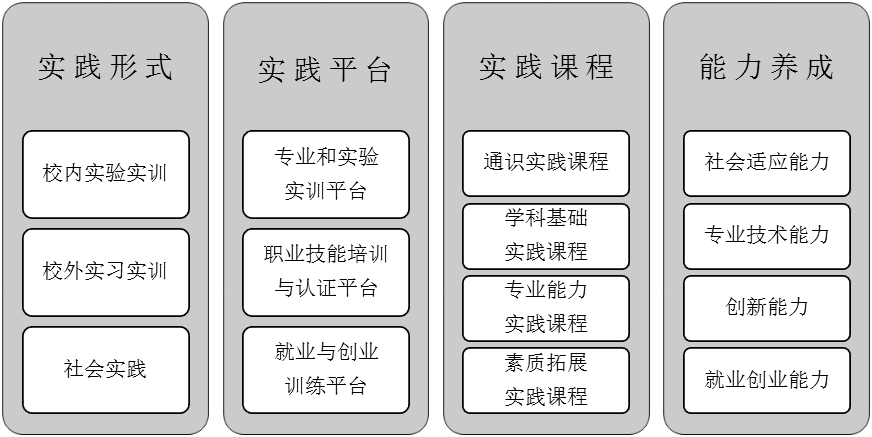 实践形式
校内实验实训
校外实习实训
社会实践
实践平台
专业和实验
实训平台
职业技能培训
与认证平台
就业与创业
训练平台
实践课程
通识实践课程
学科基础
实践课程
专业能力
实践课程
素质拓展
实践课程
能力养成
社会适应能力
专业技术能力
创新能力
就业创业能力